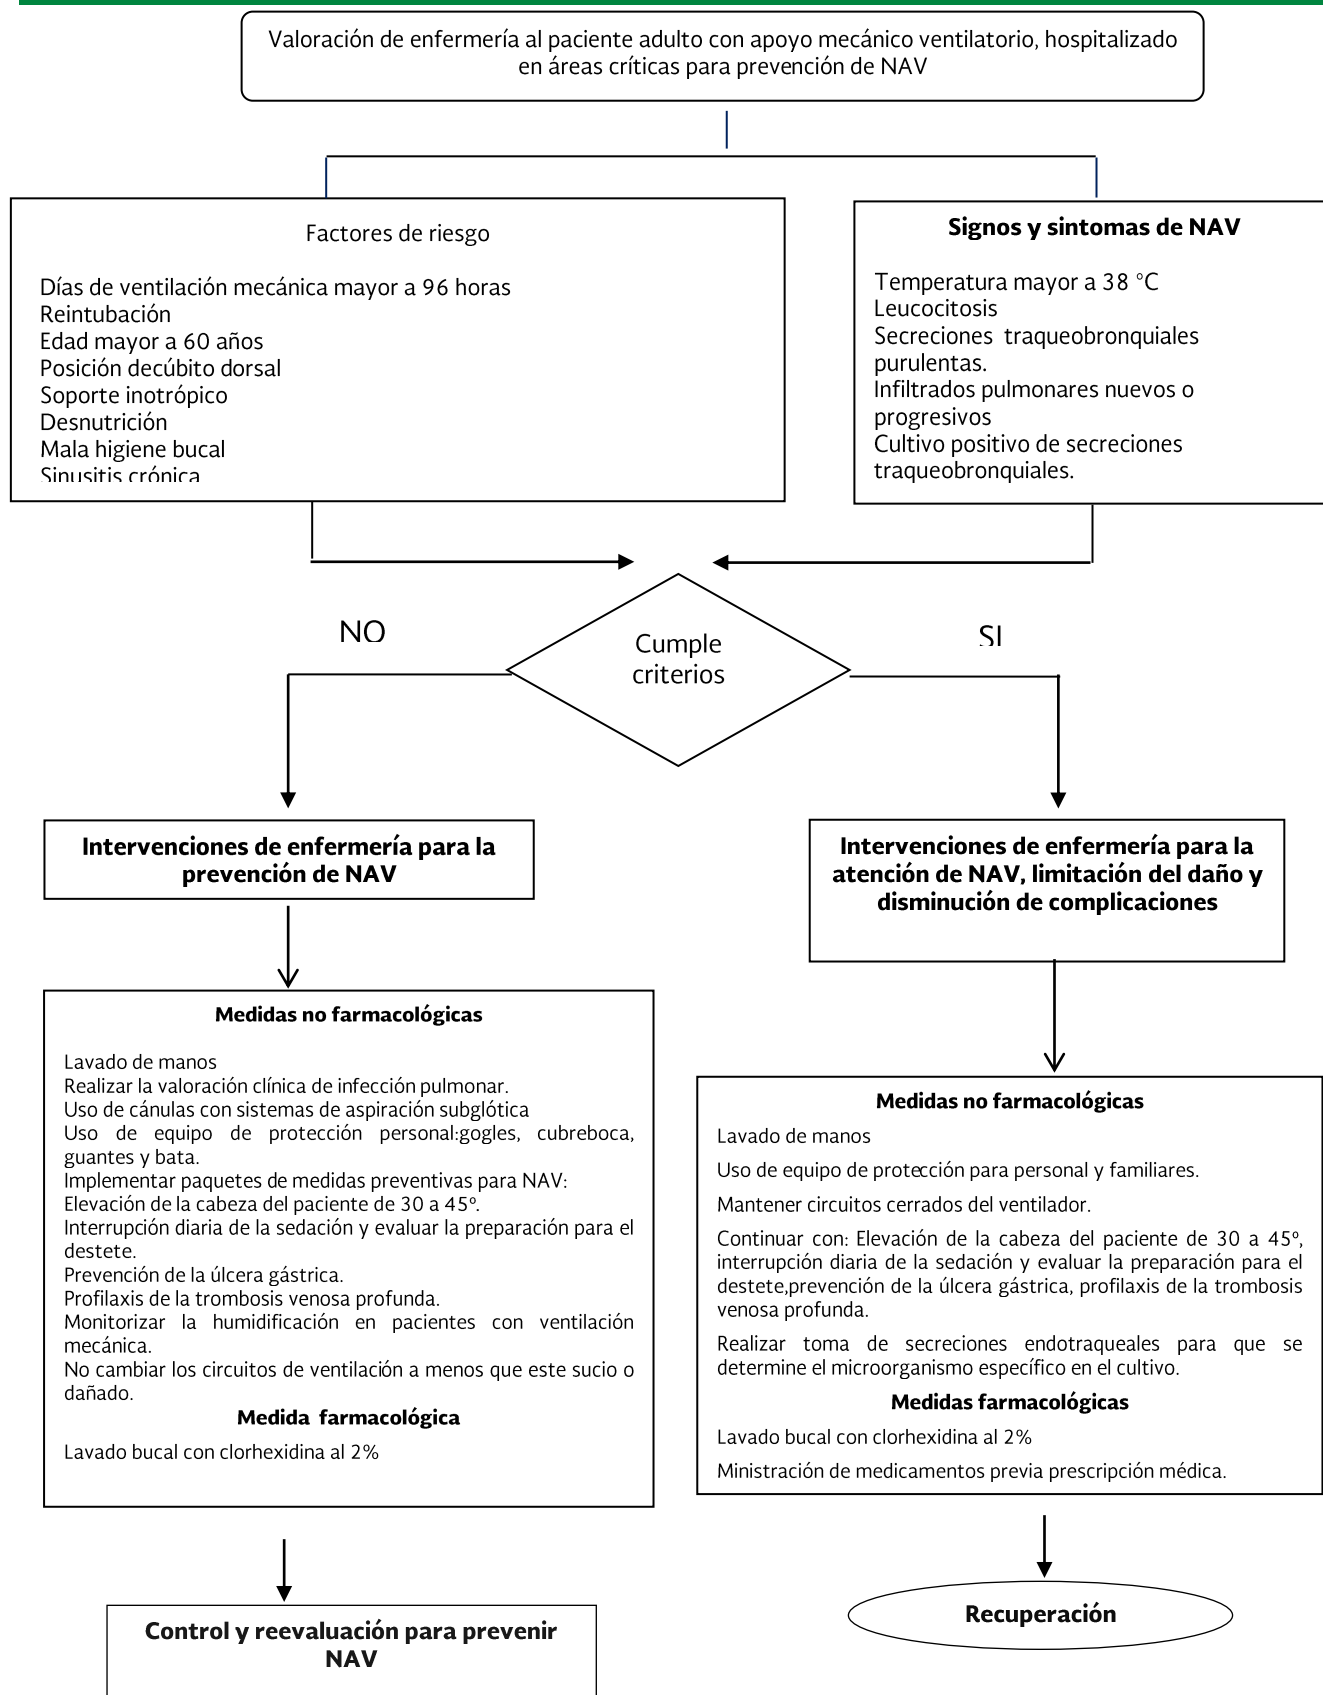 Valoración de enfermería al paciente adulto con apoyo mecánico ventilatorio, hospitalizado
en áreas críticas para prevención de NAV
Factores de riesgo
Días de ventilación mecánica mayor a 96 horas
Reintubación
Edad mayor a 60 años
Posición decúbito dorsal
Soporte inotrópico
Desnutrición
Mala higiene bucal
Sinusitis crónica
Signos y sintomas de NAV
Temperatura mayor a 38 °C
Leucocitosis
Secreciones traqueobronquiales
purulentas.
Infiltrados pulmonares nuevos o
progresivos
Cultivo positivo de secreciones
traqueobronquiales.
Cumple
criterios
NO
SI
Intervenciones de enfermería para la
prevención de NAV
Medidas no farmacológicas
Lavado de manos
Realizar la valoración clínica de infección pulmonar.
Uso de cánulas con sistemas de aspiración subglótica
Uso de equipo de protección personal:gogles, cubreboca,
guantes y bata.
Implementar paquetes de medidas preventivas para NAV:
Elevación de la cabeza del paciente de 30 a 45º.
Interrupción diaria de la sedación y evaluar la preparación para el
destete.
Prevención de la úlcera gástrica.
Profilaxis de la trombosis venosa profunda.
Monitorizar la humidificación en pacientes con ventilación
mecánica.
No cambiar los circuitos de ventilación a menos que este sucio o
dañado.
Medida farmacológica
Lavado bucal con clorhexidina al 2%
Control y reevaluación para prevenir
NAV
Intervenciones de enfermería para la
atención de NAV, limitación del daño y
disminución de complicaciones
Medidas no farmacológicas
Lavado de manos
Uso de equipo de protección para personal y familiares.
Mantener circuitos cerrados del ventilador.
Continuar con: Elevación de la cabeza del paciente de 30 a 45º,
interrupción diaria de la sedación y evaluar la preparación para el
destete,prevención de la úlcera gástrica, profilaxis de la trombosis
venosa profunda.
Realizar toma de secreciones endotraqueales para que se
determine el microorganismo específico en el cultivo.
Medidas farmacológicas
Lavado bucal con clorhexidina al 2%
Ministración de medicamentos previa prescripción médica.
Recuperación